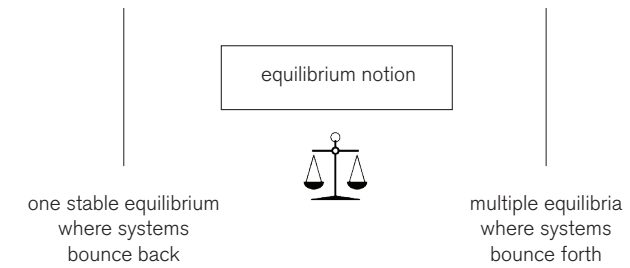 equilibrium notion
one stable equilibrium
where systems
bounce back
multiple equilibria
where systems
bounce forth